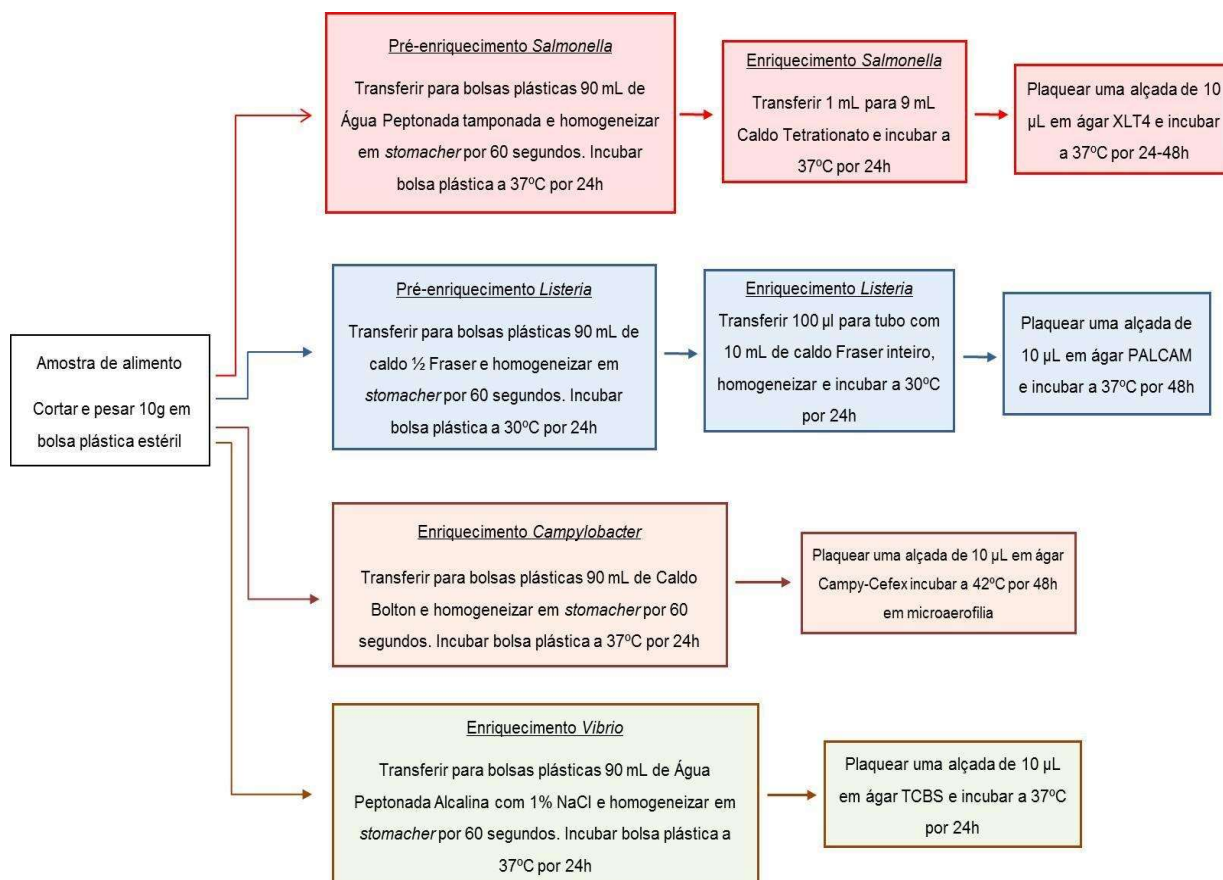 Amostra de alimento
Cortar e pesar 10g em
bolsa plástica estéril
Pré-enriquecimento Salmonella
Transferir para bolsas plásticas 90 mL de
Água Peptonada tamponada e homogeneizar
em stomacher por 60 segundos. Incubar
bolsa plástica a 37ºC por 24h
Enriquecimento Salmonella
Transferir 1 mL para 9 mL
Caldo Tetrationato e incubar a
37ºC por 24h
Plaquear uma alçada de 10
µL em ágar XLT4 e incubar
a 37ºC por 24-48h
Pré-enriquecimento Listeria
Transferir para bolsas plásticas 90 mL de
caldo ½ Fraser e homogeneizar em
stomacher por 60 segundos. Incubar
bolsa plástica a 30ºC por 24h
Enriquecimento Listeria
Transferir 100 µl para tubo com
10 mL de caldo Fraser inteiro,
homogeneizar e incubar a 30ºC
por 24h
Plaquear uma alçada de
10 µL em ágar PALCAM
e incubar a 37ºC por 48h
Enriquecimento Campylobacter
Transferir para bolsas plásticas 90 mL de Caldo
Bolton e homogeneizar em stomacher por 60
segundos. Incubar bolsa plástica a 37ºC por 24h
Plaquear uma alçada de 10 µL em ágar
Campy-Cefex incubar a 42ºC por 48h
em microaerofilia
Enriquecimento Vibrio
Transferir para bolsas plásticas 90 mL de Água
Peptonada Alcalina com 1% NaCl e homogeneizar em
stomacher por 60 segundos. Incubar bolsa plástica a
37ºC por 24h
Plaquear uma alçada de 10 µL
em ágar TCBS e incubar a 37ºC
por 24h